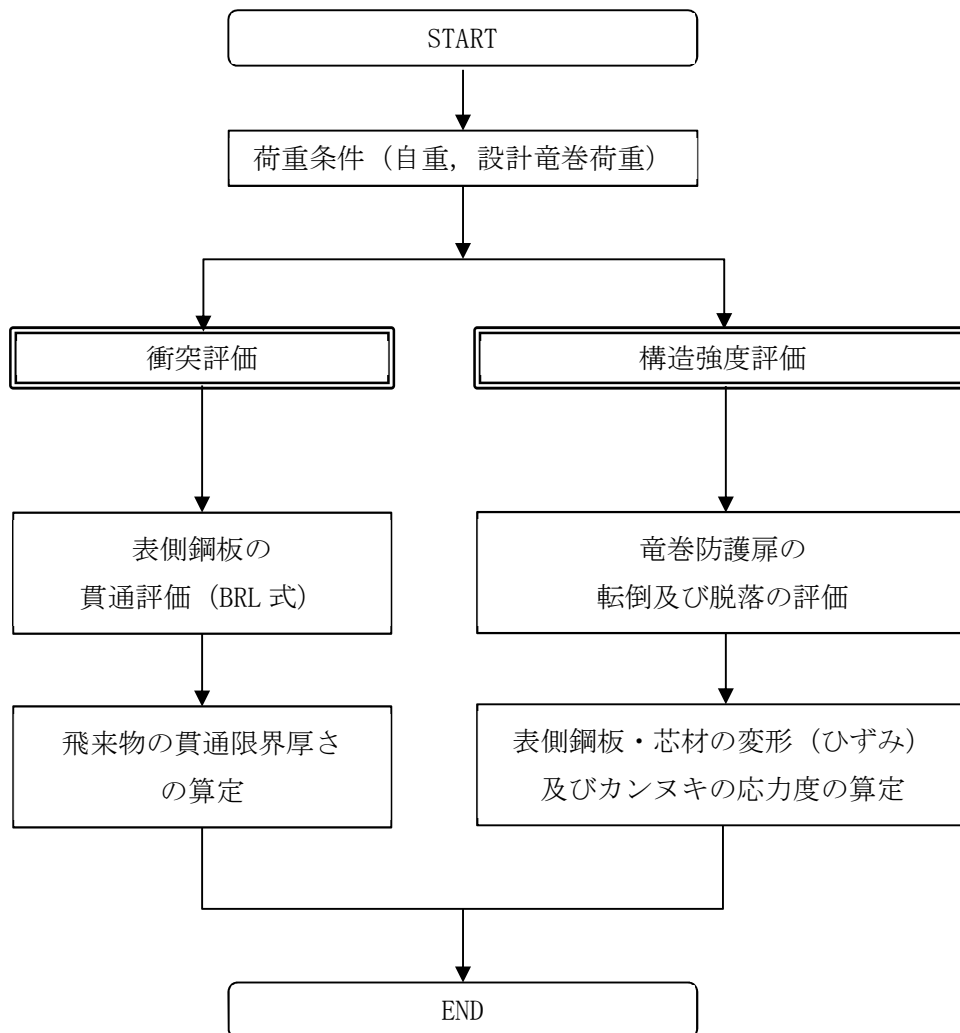 START
荷重条件（自重，設計竜巻荷重）
衝突評価
構造強度評価
表側鋼板の
貫通評価（BRL 式）
竜巻防護扉の
転倒及び脱落の評価
飛来物の貫通限界厚さ
の算定
表側鋼板・芯材の変形（ひずみ）
及びカンヌキの応力度の算定
END